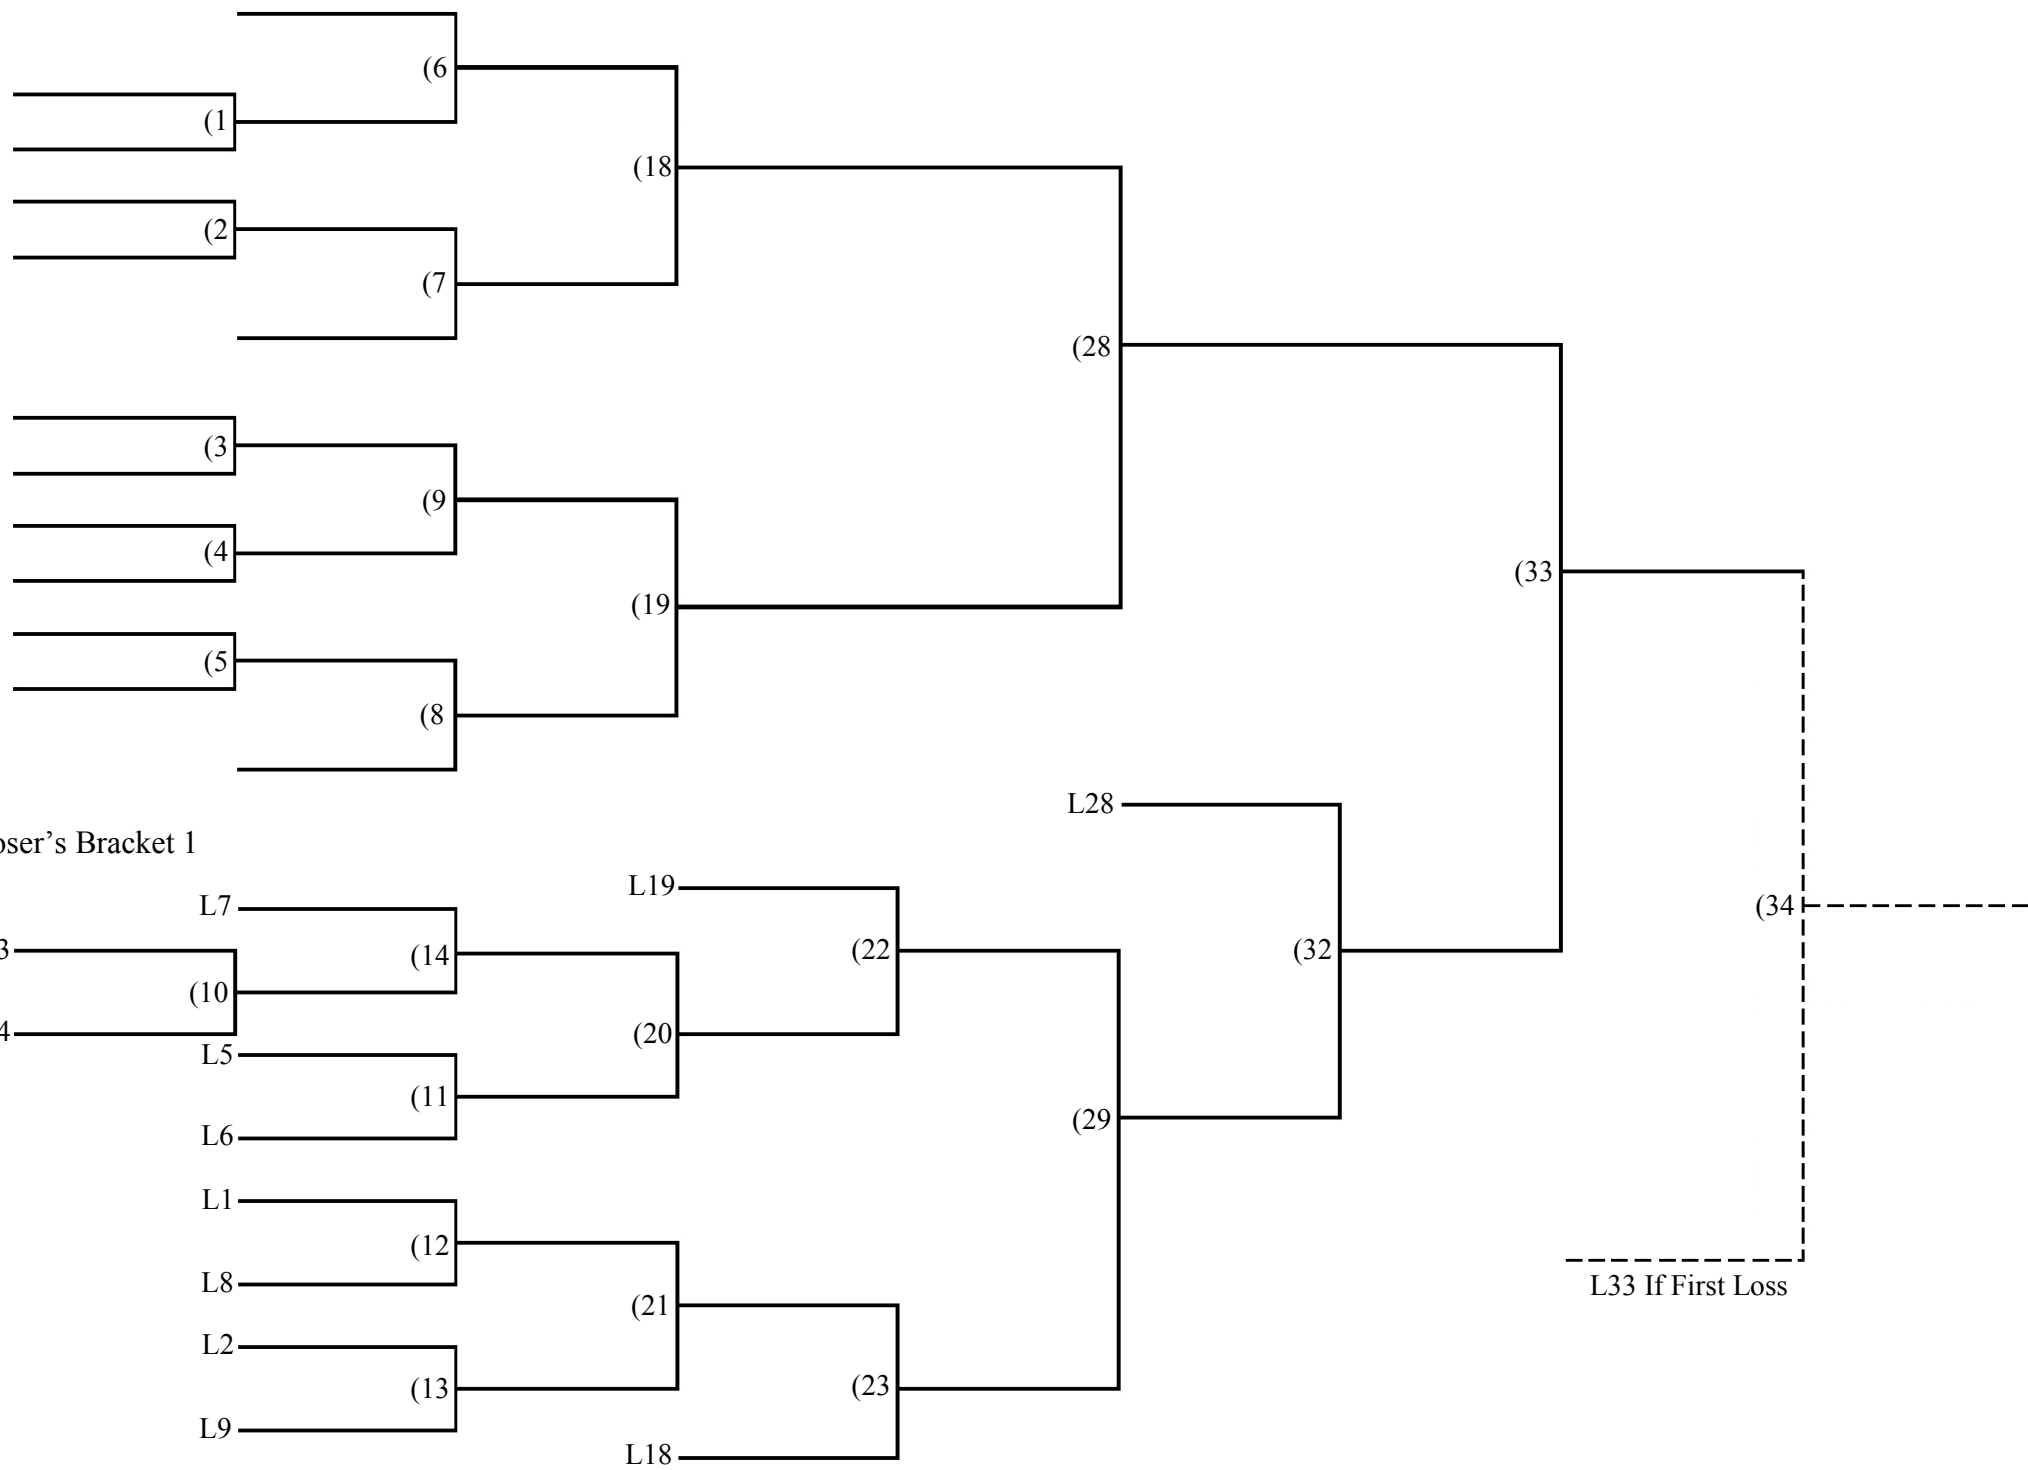 (6
(1
(18
(2
(7
(28
(3
(9
(4
(33
(19
(5
(8
L28
oser’s Bracket 1
L19
L7
(34
3
(14
(22
(32
(10
4
(20
L5
(11
(29
L6
L1
(12
L8
L33 If First Loss
(21
L2
(13
(23
L9
L18